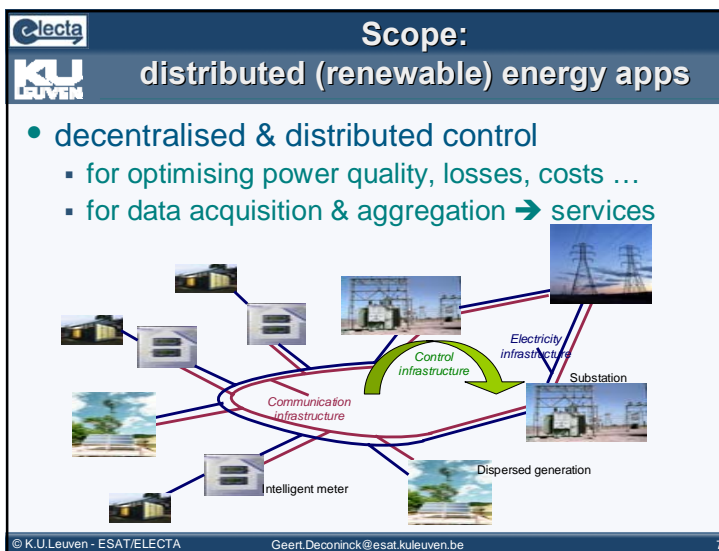 electa
KU
LEUVEN
Scope:
distributed (renewable) energy apps
• decentralised & distributed control
▪ for optimising power quality, losses, costs …
▪ for data acquisition & aggregation ➔ services
Electricity
infrastructure
Control
infrastructure
Substation
Communication
infrastructure
Dispersed generation
Intelligent meter
© K.U.Leuven - ESAT/ELECTA
Geert.Deconinck@esat.kuleuven.be
7